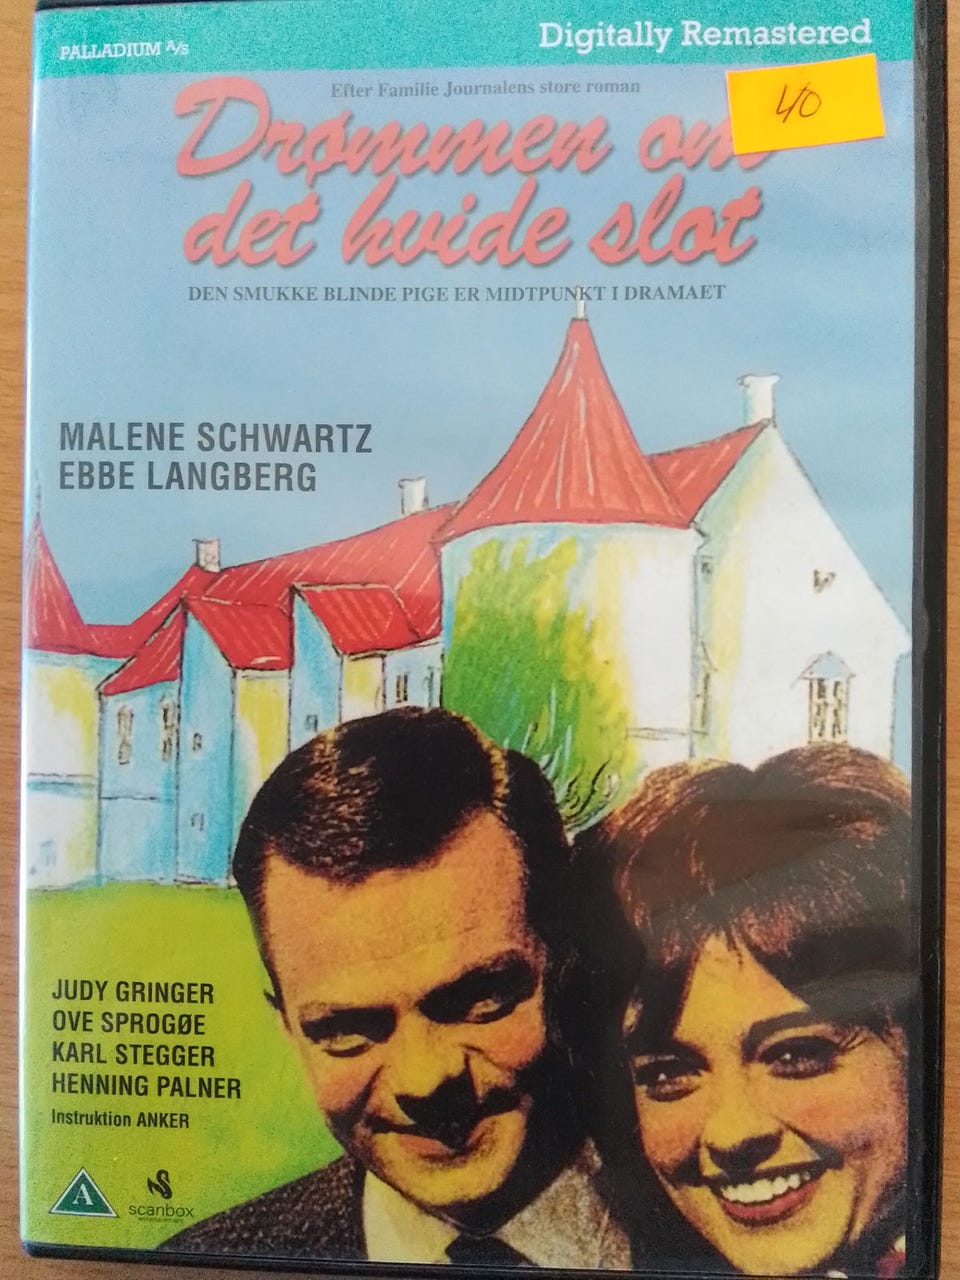 PALLADIUM A/S
Digitally Remastered
40
Efter Familie Journalens store roman
Drømmen om
det hvide slot
DEN SMUKKE BLINDE PIGE ER MIDTPUNKT I DRAMAET
MALENE SCHWARTZ
EBBE LANGBERG
JUDY GRINGER
OVE SPROGØE
KARL STEGGER
HENNING PALNER
Instruktion ANKER
A
scanbox
entertainment